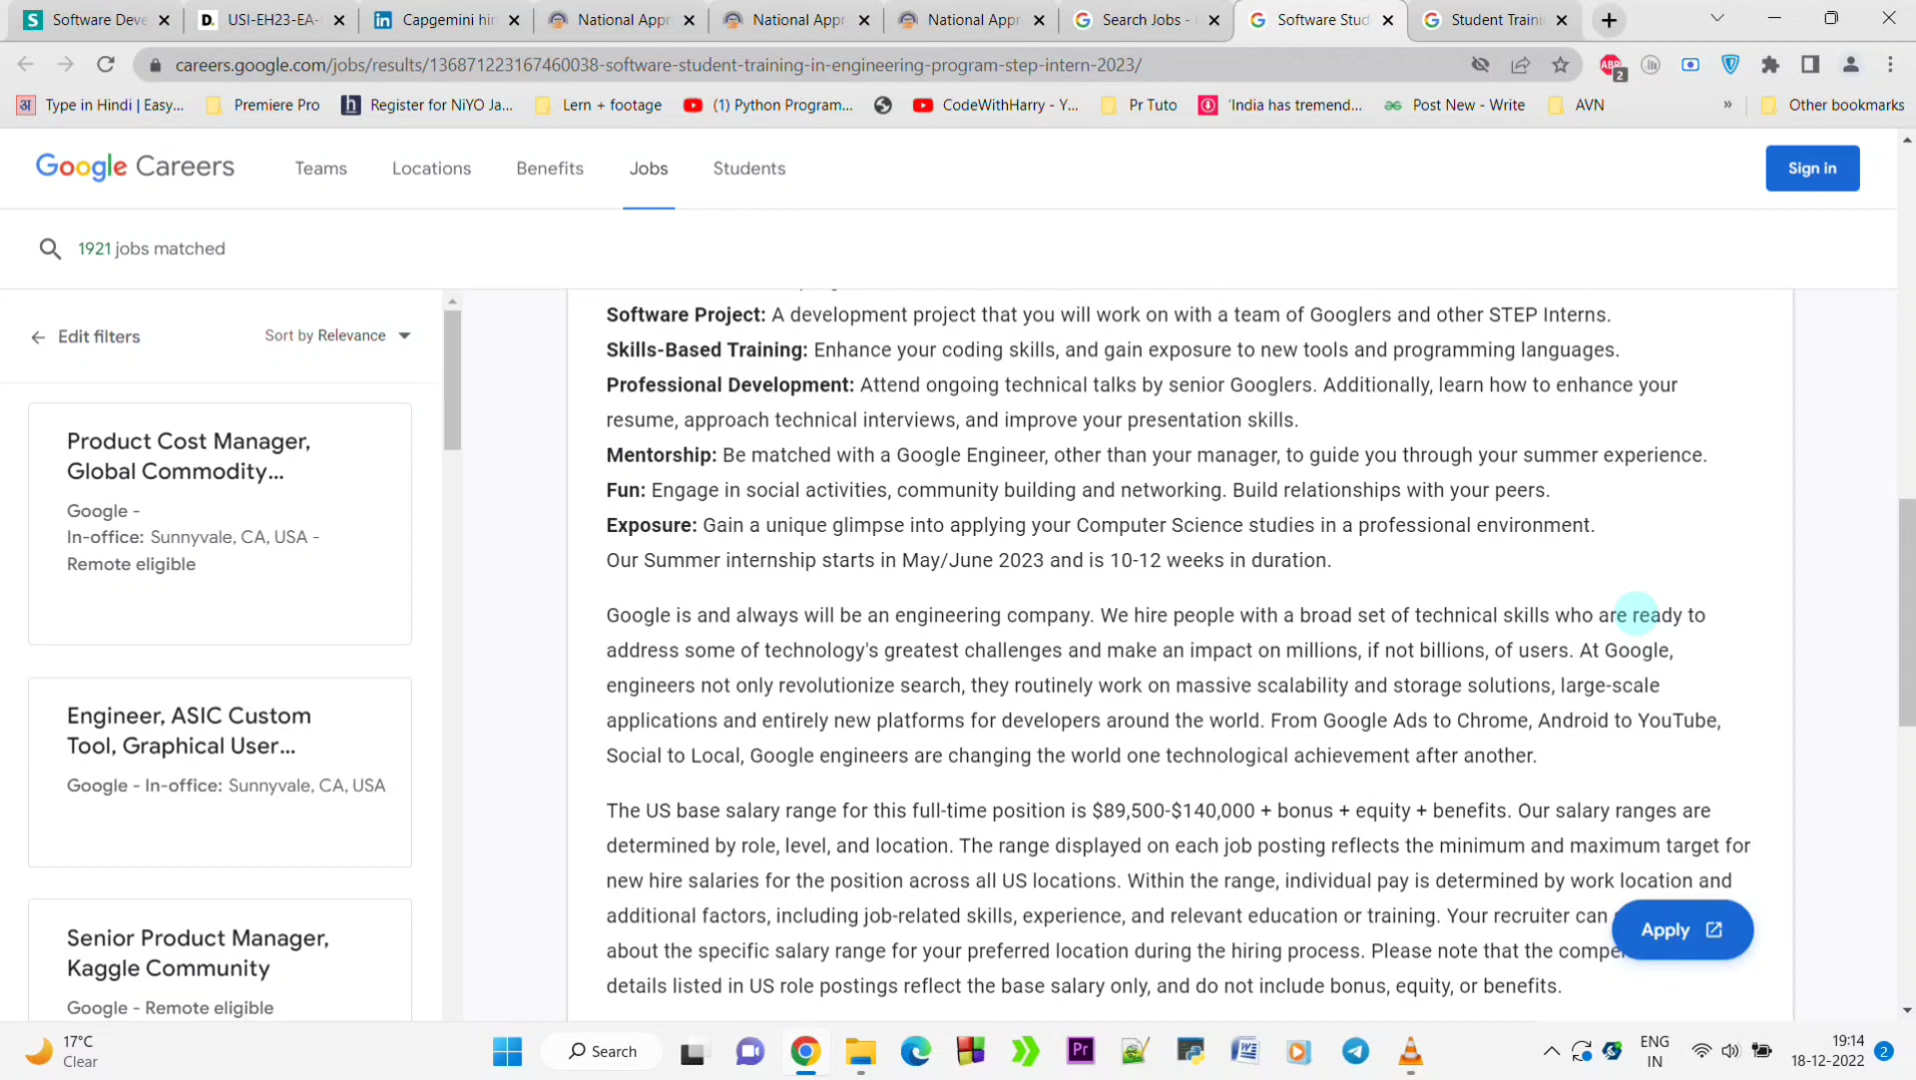 Software Deve
USI-EH23-EA-
Capgemini hir
National Appr
National Appr
National Appr
Search Jobs -
Software Stud
Student Traini
careers.google.com/jobs/results/136871223167460038-software-student-training-in-engineering-program-step-intern-2023/
Type in Hindi | Easy...
Premiere Pro
Register for NiYO Ja...
Lern + footage
(1) Python Program...
CodeWithHarry - Y...
Pr Tuto
'India has tremend...
Post New - Write
AVN
»
Other bookmarks
Google Careers
Teams
Locations
Benefits
Jobs
Students
Sign in
1921 jobs matched
Edit filters
Sort by Relevance
Product Cost Manager,
Global Commodity...
Google -
In-office: Sunnyvale, CA, USA -
Remote eligible
Engineer, ASIC Custom
Tool, Graphical User...
Google - In-office: Sunnyvale, CA, USA
Senior Product Manager,
Kaggle Community
Google - Remote eligible
Software Project: A development project that you will work on with a team of Googlers and other STEP Interns.
Skills-Based Training: Enhance your coding skills, and gain exposure to new tools and programming languages.
Professional Development: Attend ongoing technical talks by senior Googlers. Additionally, learn how to enhance your
resume, approach technical interviews, and improve your presentation skills.
Mentorship: Be matched with a Google Engineer, other than your manager, to guide you through your summer experience.
Fun: Engage in social activities, community building and networking. Build relationships with your peers.
Exposure: Gain a unique glimpse into applying your Computer Science studies in a professional environment.
Our Summer internship starts in May/June 2023 and is 10-12 weeks in duration.
Google is and always will be an engineering company. We hire people with a broad set of technical skills who are ready to
address some of technology's greatest challenges and make an impact on millions, if not billions, of users. At Google,
engineers not only revolutionize search, they routinely work on massive scalability and storage solutions, large-scale
applications and entirely new platforms for developers around the world. From Google Ads to Chrome, Android to YouTube,
Social to Local, Google engineers are changing the world one technological achievement after another.
The US base salary range for this full-time position is $89,500-$140,000 + bonus + equity + benefits. Our salary ranges are
determined by role, level, and location. The range displayed on each job posting reflects the minimum and maximum target for
new hire salaries for the position across all US locations. Within the range, individual pay is determined by work location and
additional factors, including job-related skills, experience, and relevant education or training. Your recruiter can
about the specific salary range for your preferred location during the hiring process. Please note that the compe
details listed in US role postings reflect the base salary only, and do not include bonus, equity, or benefits.
Apply
17°C
Clear
Search
ENG
IN
19:14
18-12-2022
2